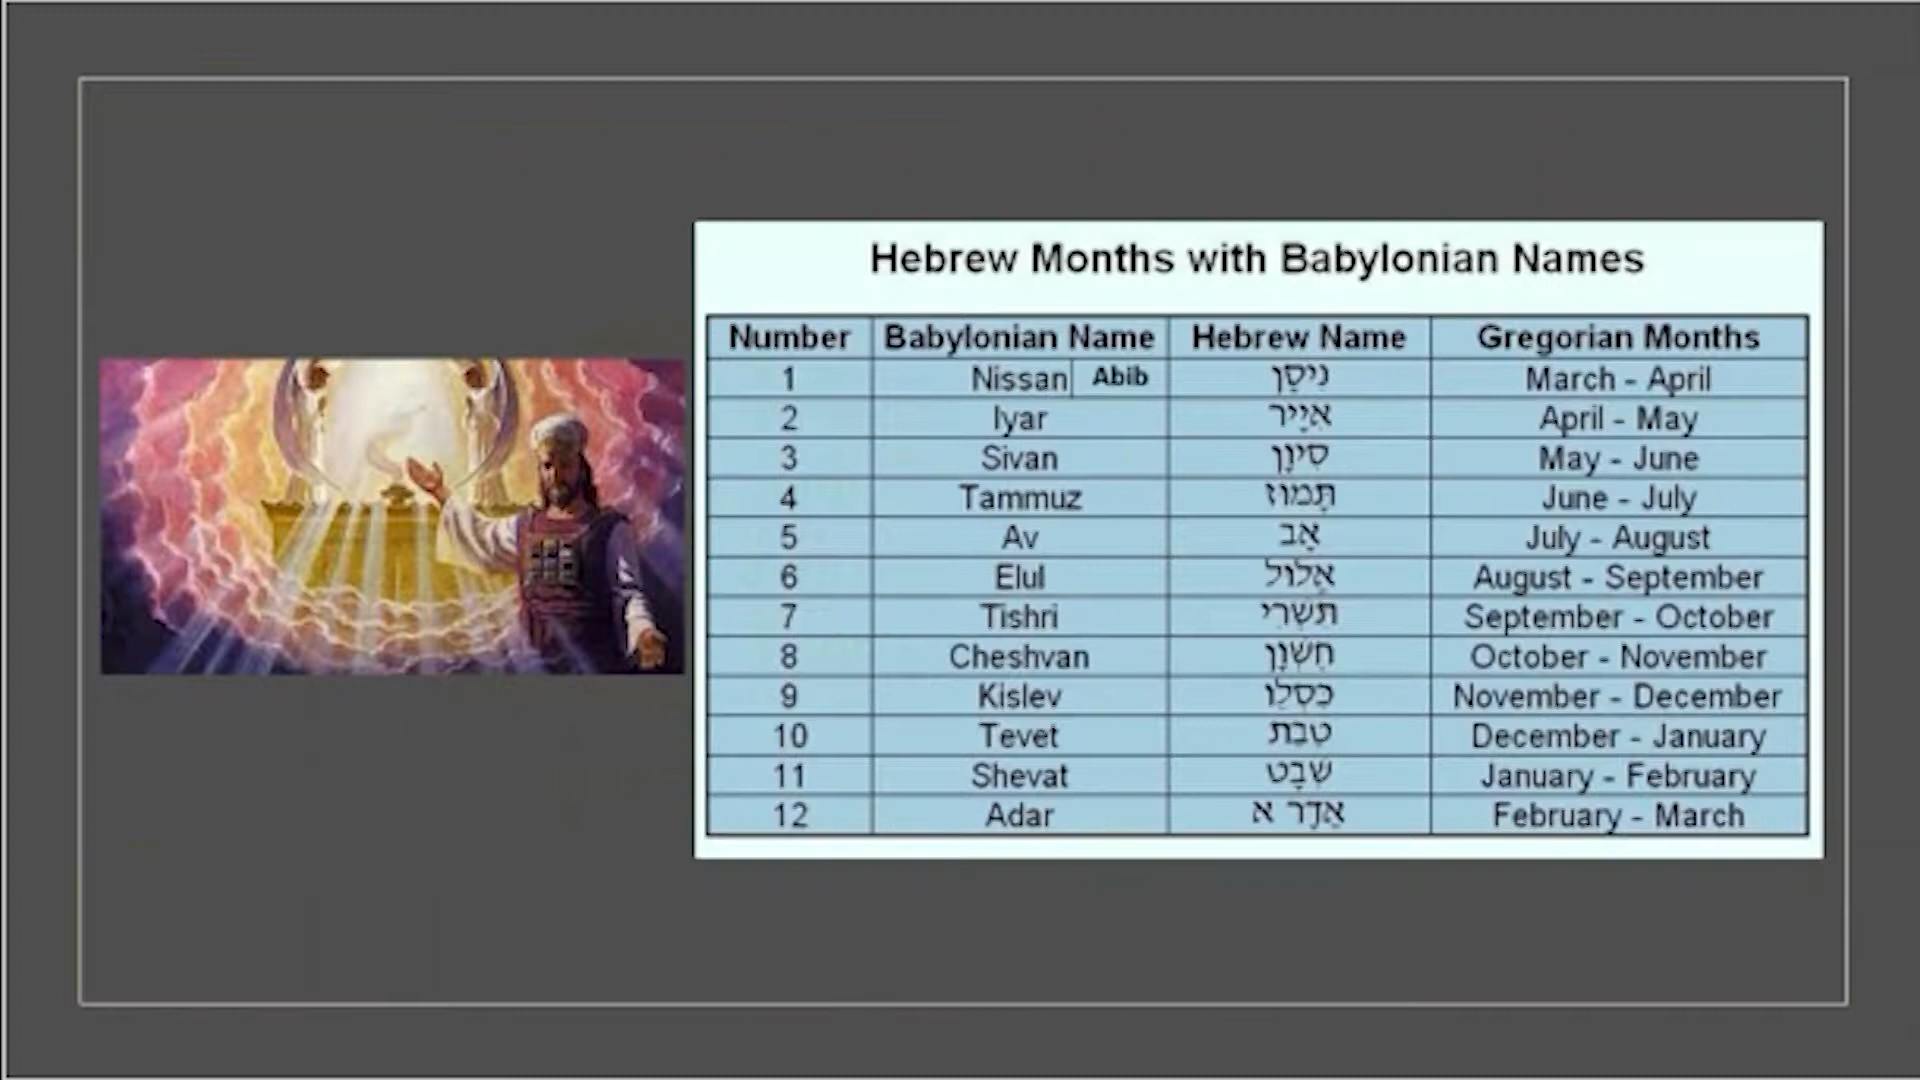 Hebrew Months with Babylonian Names
Number Babylonian Name Hebrew Name Gregorian Months
1 Nissan Abib נִיסָן March - April
2 Iyar אִייָר April - May
3 Sivan סִיוָן May - June
4 Tammuz תַּמּוּז June - July
5 Av אָב July - August
6 Elul אֱלוּל August - September
7 Tishri תִּשְׁרֵי September - October
8 Cheshvan חֶשְׁוָן October - November
9 Kislev כִּסְלֵו November - December
10 Tevet טֵבֵת December - January
11 Shevat שְׁבָט January - February
12 Adar אֲדָר א February - March